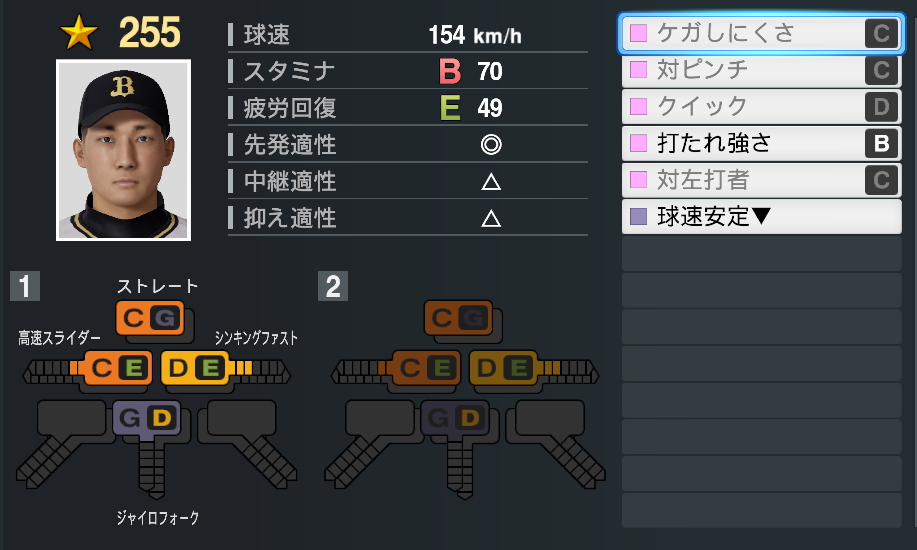 ★ 255
B
球速 154 km/h
スタミナ B 70
疲労回復 E 49
先発適性 ◎
中継適性 △
抑え適性 △
ケガしにくさ C
対ピンチ C
クイック D
打たれ強さ B
対左打者 C
球速安定▼
1
ストレート
C G
高速スライダー
C E
シンキングファスト
D E
G D
ジャイロフォーク
2
C G
C E
D E
G D